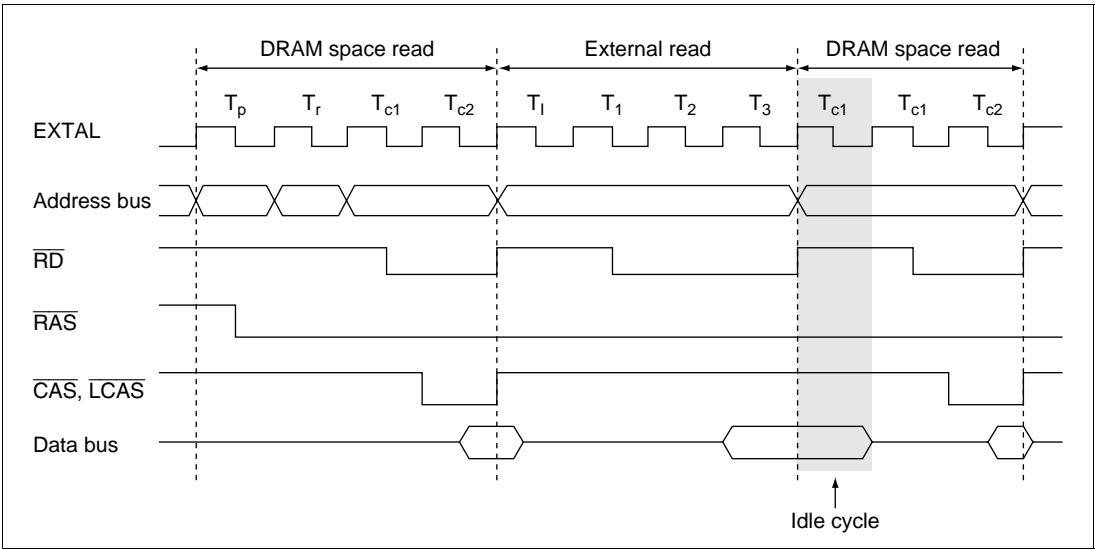 DRAM space read External read DRAM space read
Tp Tr Tc1 Tc2 TI T1 T2 T3 Tc1 Tc1 Tc2
EXTAL
Address bus
RD
RAS
CAS, LCAS
Data bus
Idle cycle